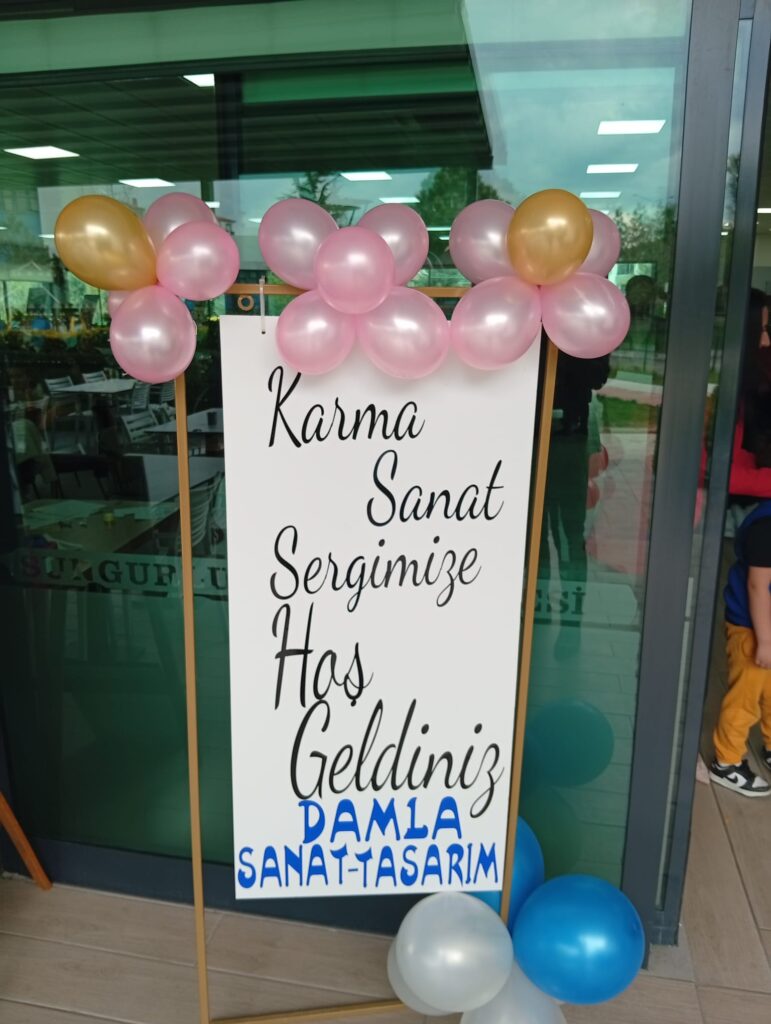 Karma
Sanat
Sergimize
Hoş
Geldiniz
DAMLA
SANAT-TASARIM